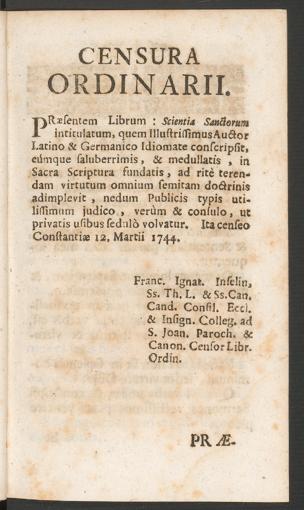 CENSURA
ORDINARII.
PRæsentem Librum : Scientia Sanctorum
intitulatum, quem Illustrissimus Auctor
Latino & Germanico Idiomate conscripsit,
eúmque saluberrimis, & medullatis, in
Sacra Scriptura fundatis, ad ritè teren-
dam virtutum omnium semitam doctrinis
adimplevit, nedum Publicis typis uti-
lissimum judico, verùm & consulo, ut
privatis usibus sedulò volvatur. Ita censeo
Constantiæ 12. Martii 1744.
Franc. Ignat. Inselin,
Ss. Th. L. & Ss. Can.
Cand. Consil. Eccl.
& Insign. Colleg. ad
S. Joan. Paroch. &
Canon. Censor Libr.
Ordin.
PRÆ-